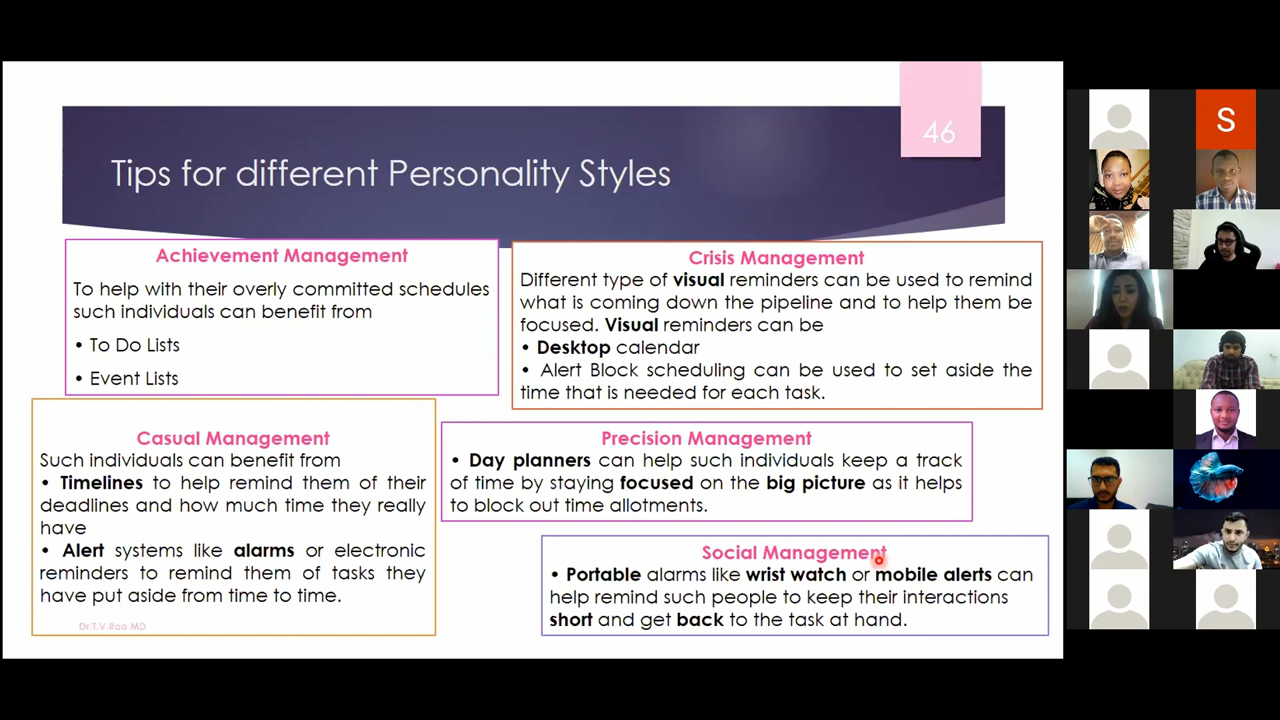 46
Tips for different Personality Styles
Achievement Management
To help with their overly committed schedules
such individuals can benefit from
• To Do Lists
• Event Lists
Crisis Management
Different type of visual reminders can be used to remind
what is coming down the pipeline and to help them be
focused. Visual reminders can be
• Desktop calendar
• Alert Block scheduling can be used to set aside the
time that is needed for each task.
Casual Management
Such individuals can benefit from
• Timelines to help remind them of their
deadlines and how much time they really
have
• Alert systems like alarms or electronic
reminders to remind them of tasks they
have put aside from time to time.
Dr.T.V.Rao MD
Precision Management
• Day planners can help such individuals keep a track
of time by staying focused on the big picture as it helps
to block out time allotments.
Social Management
• Portable alarms like wrist watch or mobile alerts can
help remind such people to keep their interactions
short and get back to the task at hand.
S